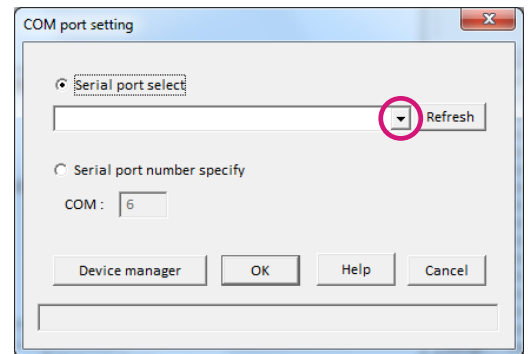 COM port setting
Serial port select
Refresh
Serial port number specify
COM : 6
Device manager OK Help Cancel